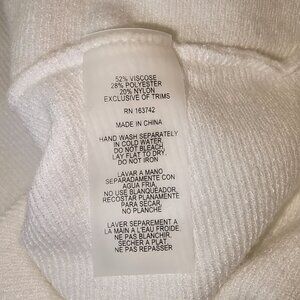 52% VISCOSE
28% POLYESTER
20% NYLON
EXCLUSIVE OF TRIMS
RN 163742
MADE IN CHINA
HAND WASH SEPARATELY
IN COLD WATER,
DO NOT BLEACH,
LAY FLAT TO DRY,
DO NOT IRON
LAVAR A MANO
SEPARADAMENTE CON
AGUA FRIA,
NO USE BLANQUEADOR,
RECOSTAR PLANAMENTE
PARA SECAR,
NO PLANCHE
LAVER SEPAREMENT A
LA MAIN A L'EAU FROIDE,
NE PAS BLANCHIR,
SECHER A PLAT,
NE PAS REPASSER